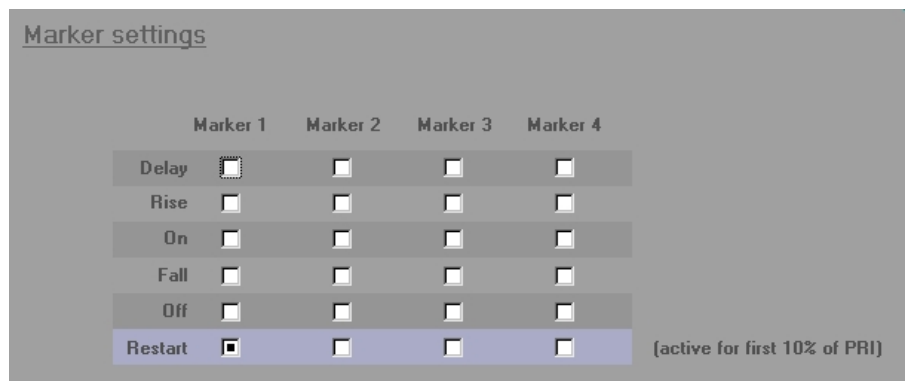 Marker settings
Marker 1 Marker 2 Marker 3 Marker 4
Delay
Rise
On
Fall
Off
Restart (active for first 10% of PRI)